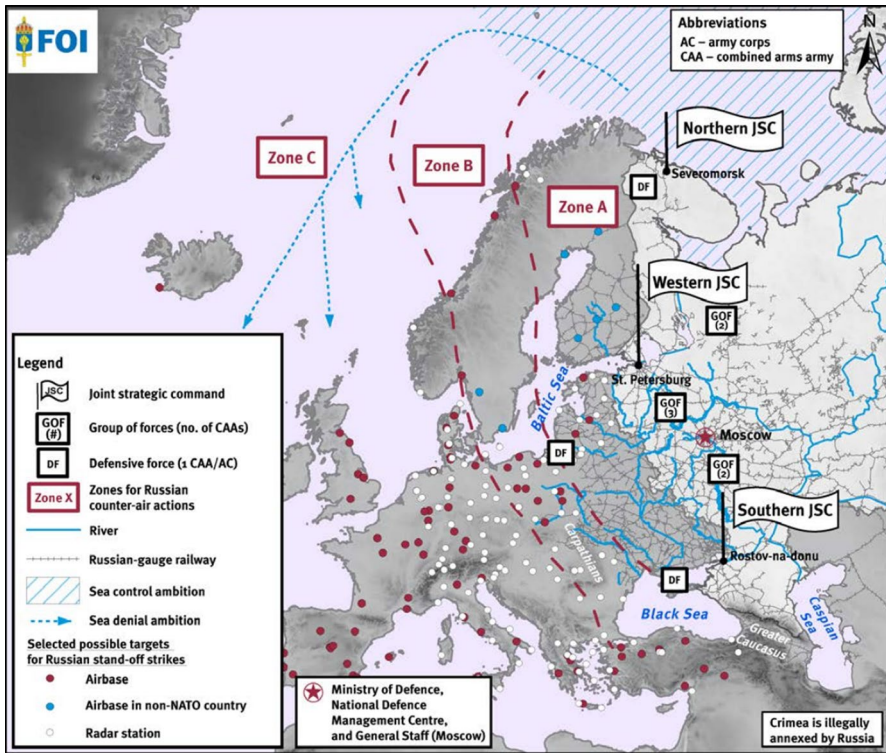 FOI
Abbreviations
AC – army corps
CAA – combined arms army
N
Northern JSC
Zone C
Zone B
Severomorsk
DF
Zone A
Western JSC
GOF
(2)
Legend
JSC
Joint strategic command
GOF
(#)
Group of forces (no. of CAAs)
DF
Defensive force (1 CAA/AC)
Zone X
Zones for Russian
counter-air actions
River
Russian-gauge railway
Sea control ambition
Sea denial ambition
Selected possible targets
for Russian stand-off strikes
Airbase
Airbase in non-NATO country
Radar station
St. Petersburg
Baltic Sea
GOF
(3)
Moscow
DF
GOF
(2)
Southern JSC
Carpathians
Rostov-na-donu
DF
Black Sea
Caspian
Sea
Greater
Caucasus
Ministry of Defence,
National Defence
Management Centre,
and General Staff (Moscow)
Crimea is illegally
annexed by Russia